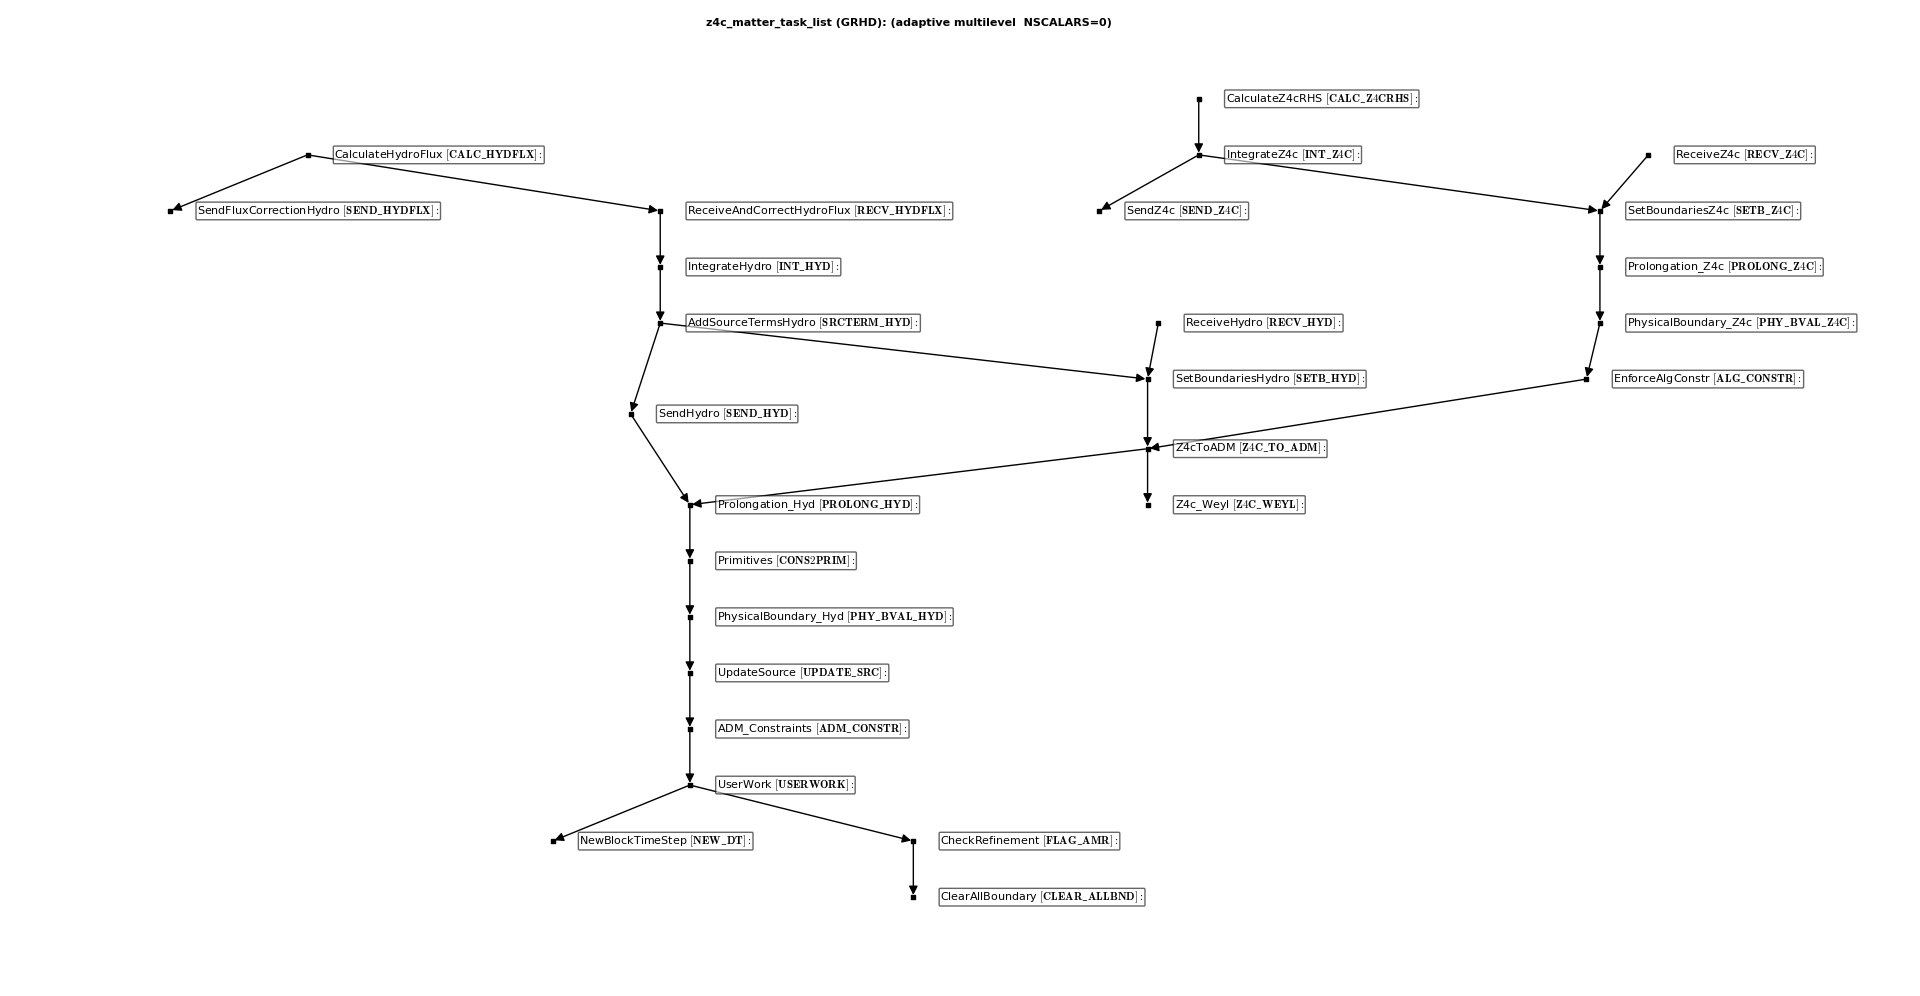 z4c_matter_task_list (GRHD): (adaptive multilevel  NSCALARS=0)
CalculateZ4cRHS [CALC_Z4CRHS]:
CalculateHydroFlux [CALC_HYDFLX]:
IntegrateZ4c [INT_Z4C]:
ReceiveZ4c [RECV_Z4C]:
SendFluxCorrectionHydro [SEND_HYDFLX]:
ReceiveAndCorrectHydroFlux [RECV_HYDFLX]:
SendZ4c [SEND_Z4C]:
SetBoundariesZ4c [SETB_Z4C]:
IntegrateHydro [INT_HYD]:
Prolongation_Z4c [PROLONG_Z4C]:
AddSourceTermsHydro [SRCTERM_HYD]:
ReceiveHydro [RECV_HYD]:
PhysicalBoundary_Z4c [PHY_BVAL_Z4C]:
SetBoundariesHydro [SETB_HYD]:
EnforceAlgConstr [ALG_CONSTR]:
SendHydro [SEND_HYD]:
Z4cToADM [Z4C_TO_ADM]:
Prolongation_Hyd [PROLONG_HYD]:
Z4c_Weyl [Z4C_WEYL]:
Primitives [CONS2PRIM]:
PhysicalBoundary_Hyd [PHY_BVAL_HYD]:
UpdateSource [UPDATE_SRC]:
ADM_Constraints [ADM_CONSTR]:
UserWork [USERWORK]:
NewBlockTimeStep [NEW_DT]:
CheckRefinement [FLAG_AMR]:
ClearAllBoundary [CLEAR_ALLBND]: